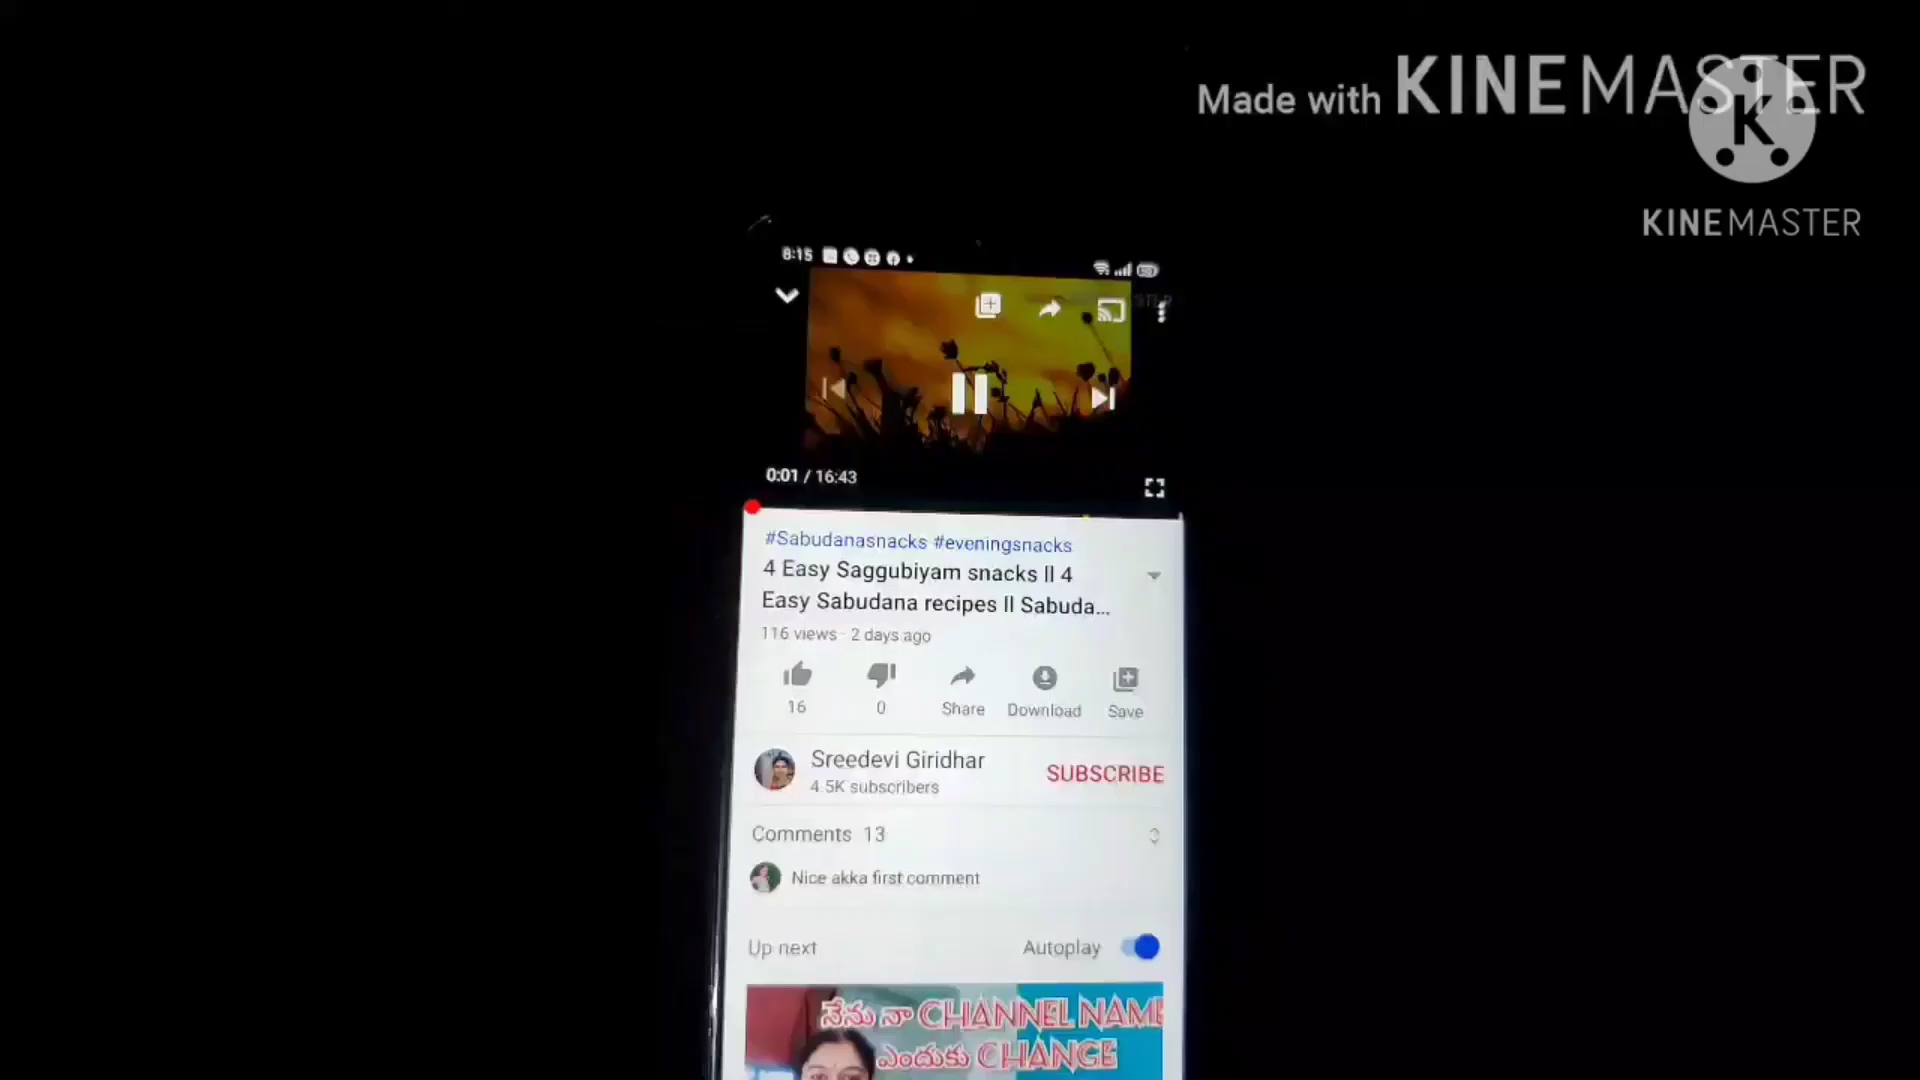 Made with KINEMASTER
K
KINEMASTER
8:15
0:01 / 16:43
#Sabudanasnacks #eveningsnacks
4 Easy Saggubiyam snacks ll 4
Easy Sabudana recipes ll Sabuda...
116 views · 2 days ago
16
0
Share
Download
Save
Sreedevi Giridhar
4.5K subscribers
SUBSCRIBE
Comments 13
Nice akka first comment
Up next
Autoplay
నేను నా CHANNEL NAME
ఎందుకు CHANGE